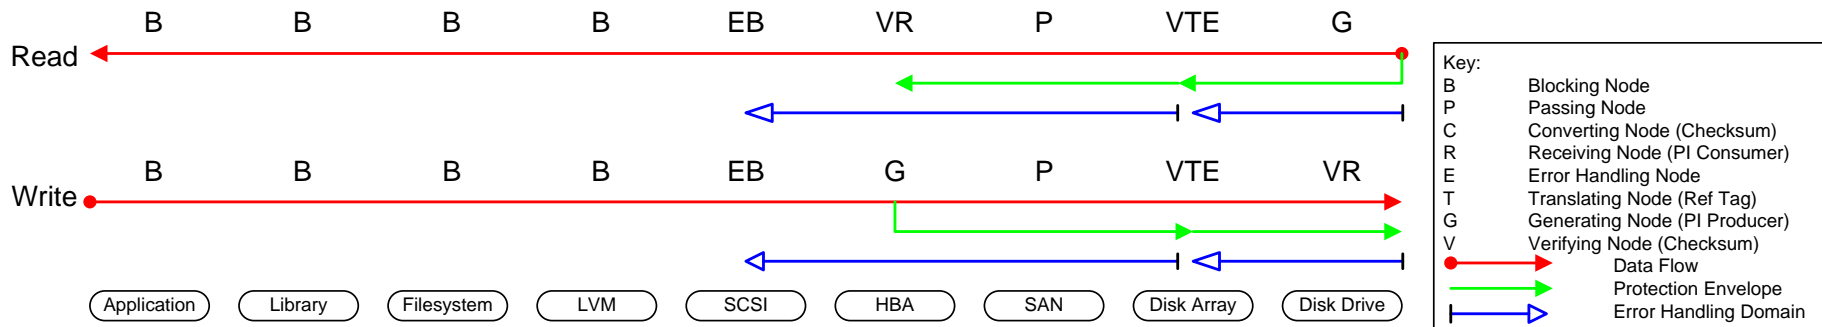 B B B B EB VR P VTE G
Read
B B B B EB G P VTE VR
Write
Application Library Filesystem LVM SCSI HBA SAN Disk Array Disk Drive
Key:
B Blocking Node
P Passing Node
C Converting Node (Checksum)
R Receiving Node (PI Consumer)
E Error Handling Node
T Translating Node (Ref Tag)
G Generating Node (PI Producer)
V Verifying Node (Checksum)
Data Flow
Protection Envelope
Error Handling Domain